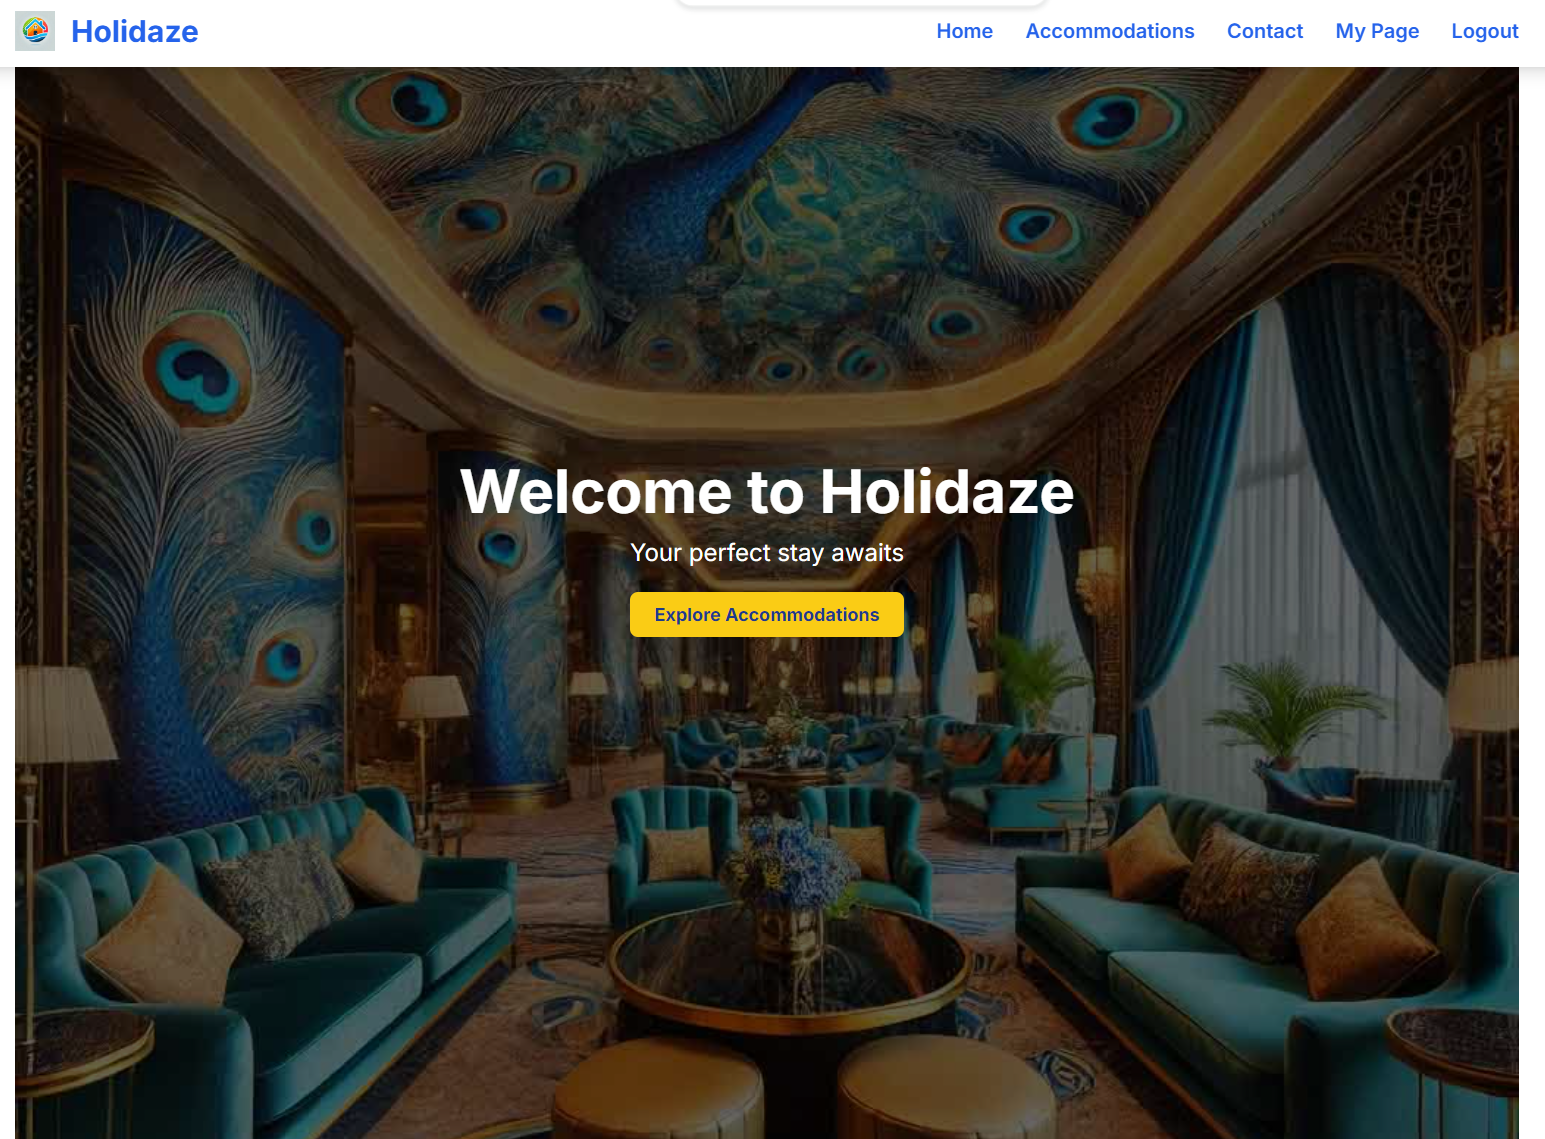 Holidaze
Home Accommodations Contact My Page Logout
Welcome to Holidaze
Your perfect stay awaits
Explore Accommodations